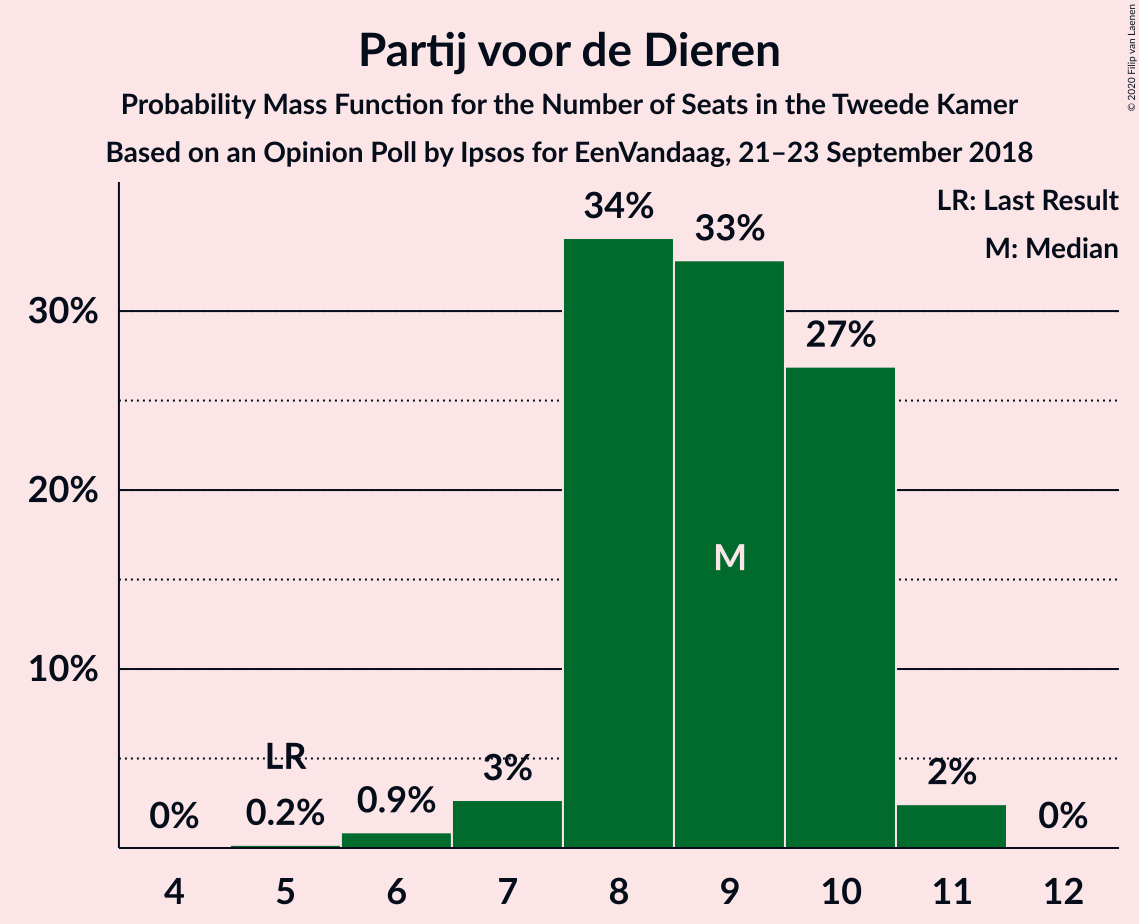 Partij voor de Dieren
Probability Mass Function for the Number of Seats in the Tweede Kamer
Based on an Opinion Poll by Ipsos for EenVandaag, 21–23 September 2018
© 2020 Filip van Laenen
LR: Last Result
M: Median
34%
33%
30%
27%
20%
M
10%
LR
3%
2%
0%
0.2%
0.9%
0%
4 5 6 7 8 9 10 11 12